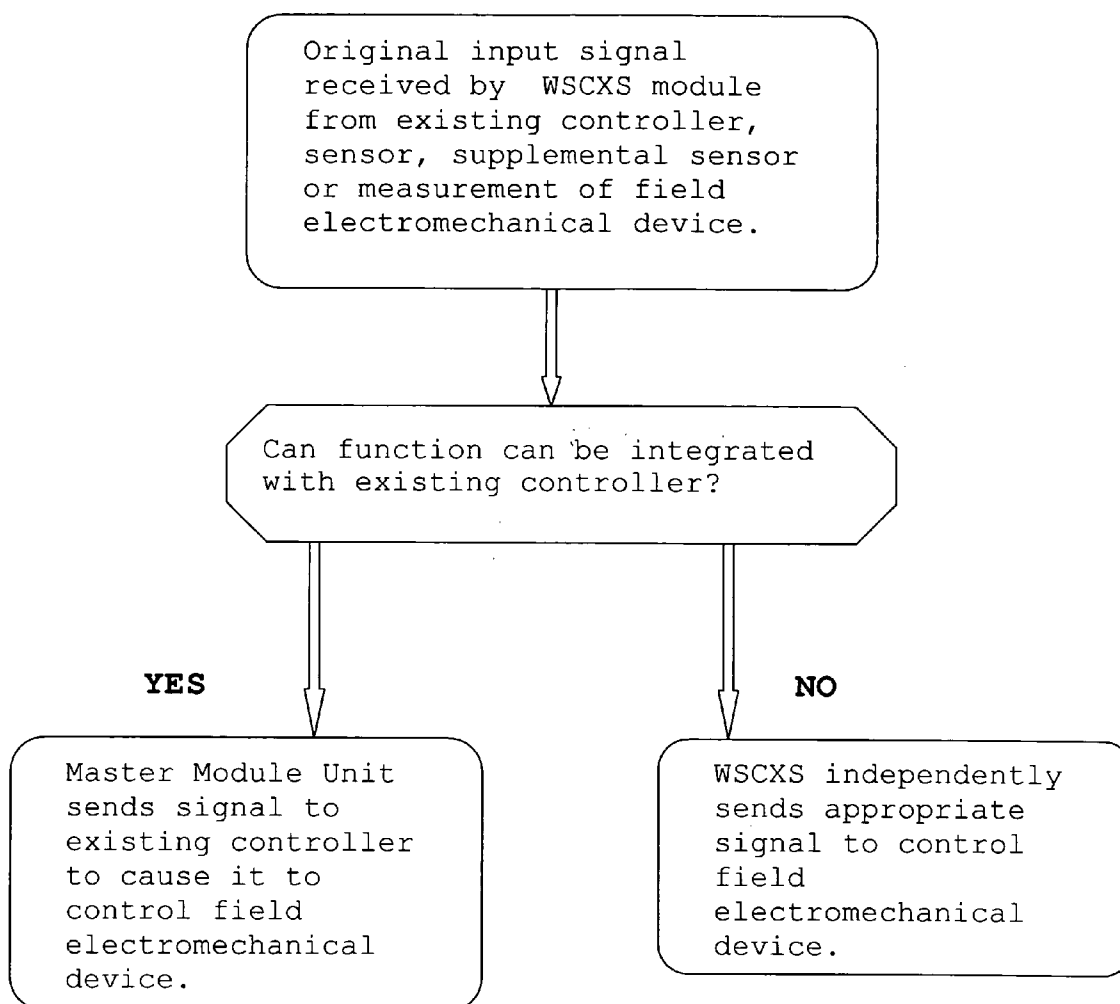 Original input signal
received by WSCXS module
from existing controller,
sensor, supplemental sensor
or measurement of field
electromechanical device.
Can function can be integrated
with existing controller?
YES
NO
Master Module Unit
sends signal to
existing controller
to cause it to
control field
electromechanical
device.
WSCXS independently
sends appropriate
signal to control
field
electromechanical
device.